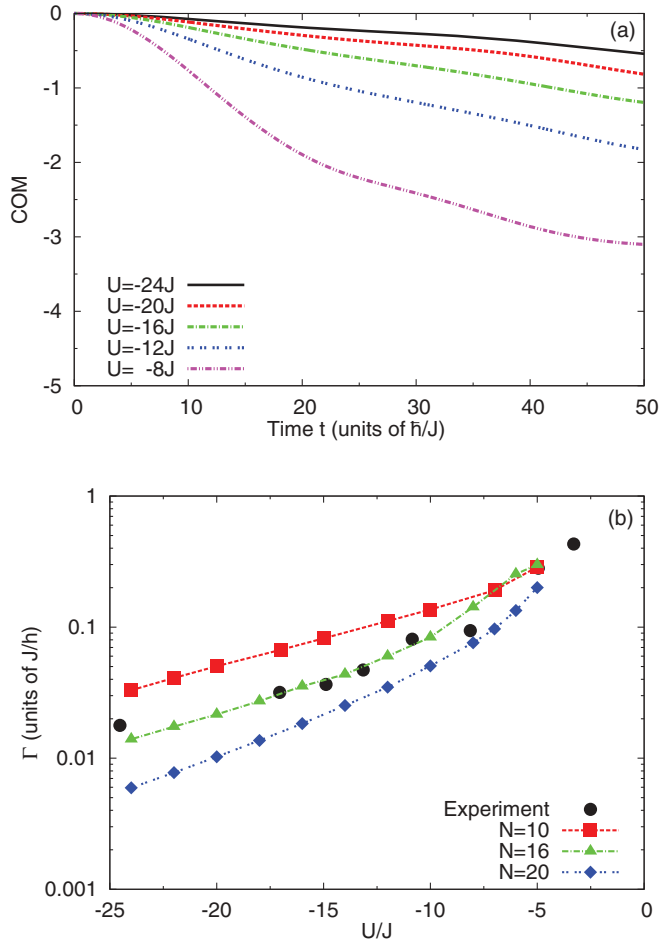 (a)
0
-1
-2
-3
-4
-5
COM
U=-24J
U=-20J
U=-16J
U=-12J
U= -8J
0 10 20 30 40 50
Time t (units of ħ/J)
(b)
1
0.1
0.01
0.001
Γ (units of J/h)
Experiment
N=10
N=16
N=20
-25 -20 -15 -10 -5 0
U/J